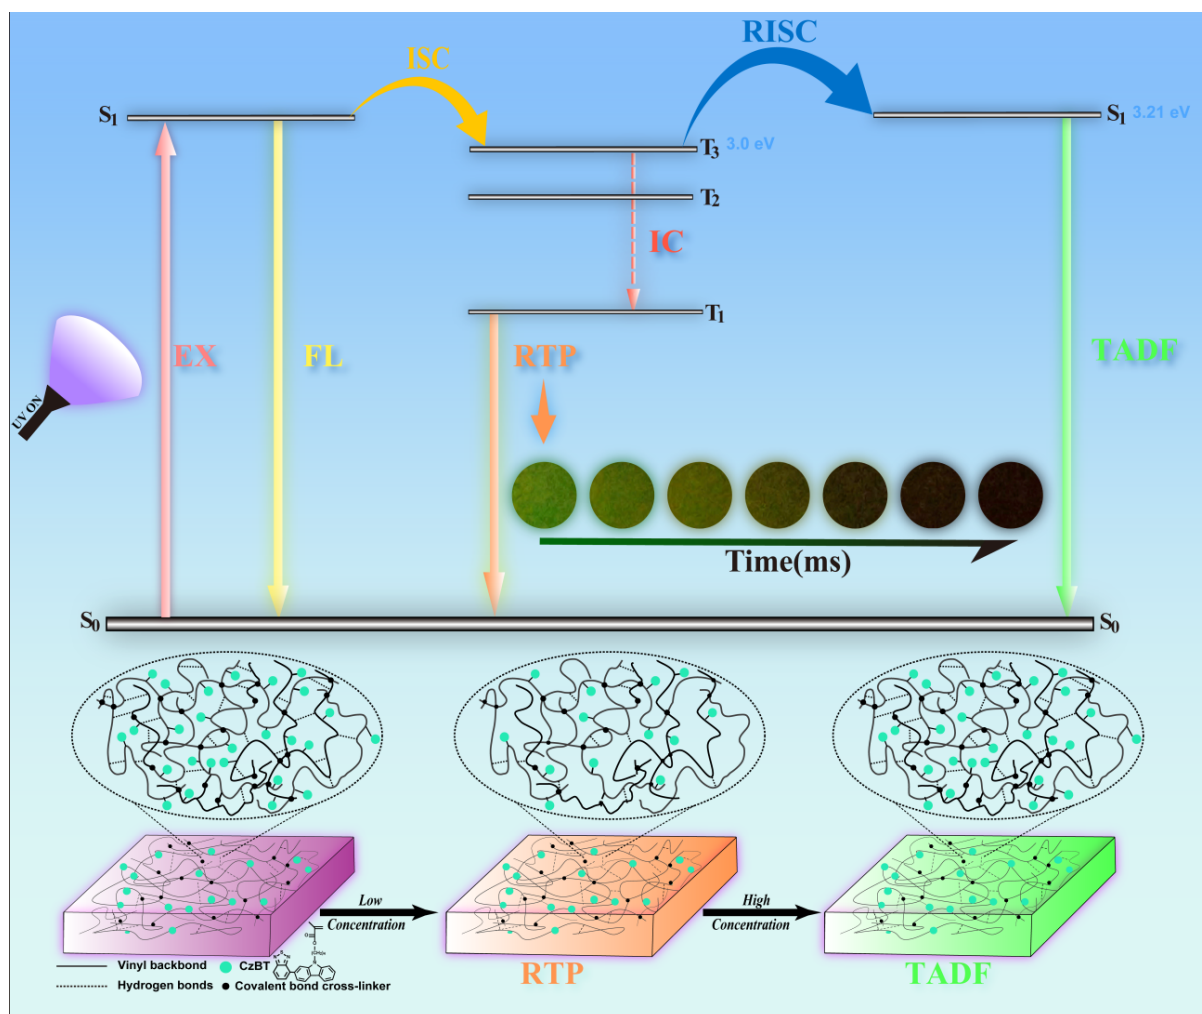 RISC
ISC
S1
S1 3.21 eV
T3 3.0 eV
T2
IC
T1
EX
FL
RTP
TADF
UV ON
Time(ms)
S0
S0
Low
Concentration
High
Concentration
Vinyl backbond
CzBT
Hydrogen bonds
Covalent bond cross-linker
RTP
TADF